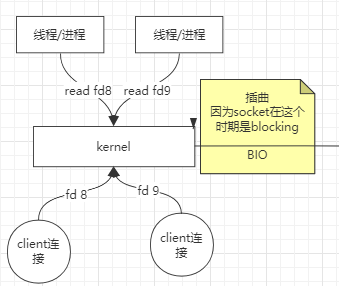 线程/进程
线程/进程
read fd8
read fd9
插曲
因为socket在这个
时期是blocking
kernel
BIO
fd 8
fd 9
client连
接
client连
接